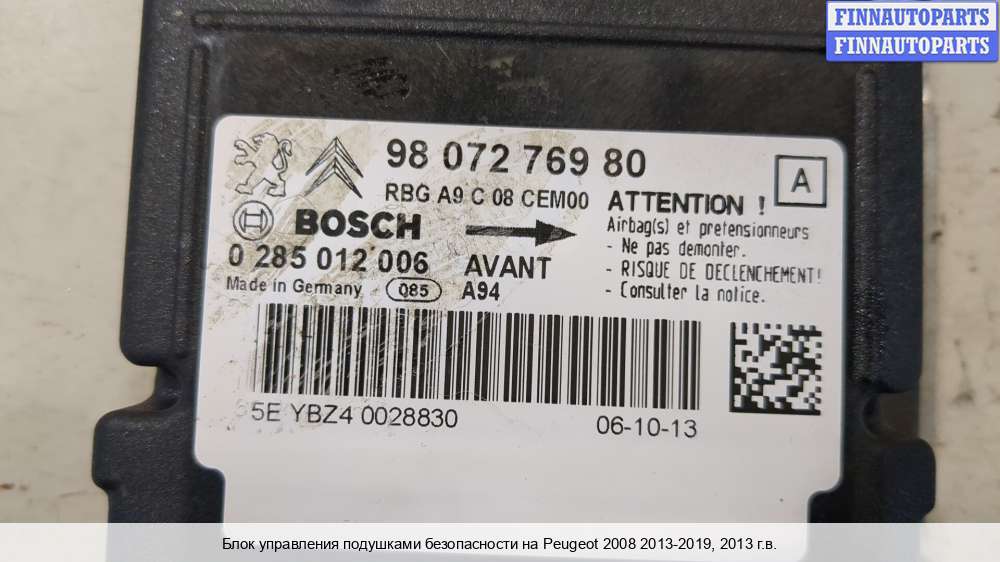 FINNAUTOPARTS
FINNAUTOPARTS
98 072 769 80
A
RBG A9 C 08 CEM00
ATTENTION !
BOSCH
Airbag(s) et pretensionneurs
- Ne pas demonter.
0 285 012 006
AVANT
- RISQUE DE DECLENCHEMENT!
Made in Germany
085
A94
- Consulter la notice.
5E YBZ4 0028830
06-10-13
Блок управления подушками безопасности на Peugeot 2008 2013-2019, 2013 г.в.